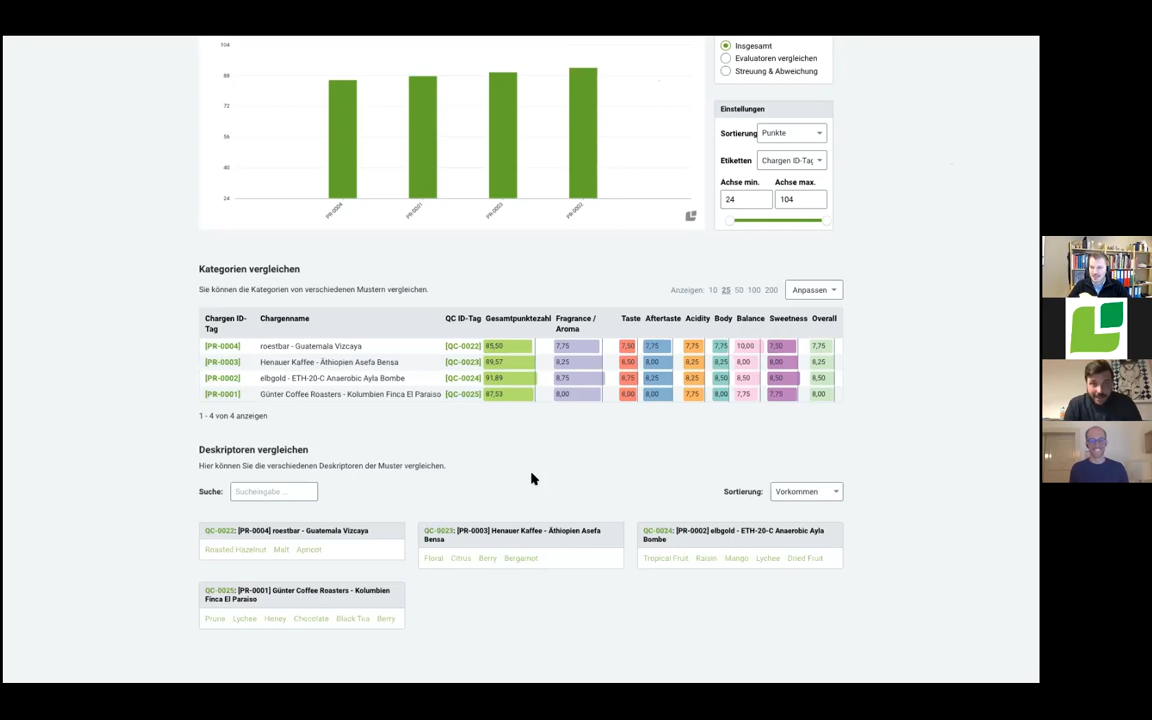 104
88
72
56
40
24
PR-0004
PR-0001
PR-0003
PR-0002
Insgesamt
Evaluatoren vergleichen
Streuung & Abweichung
Einstellungen
Sortierung Punkte
Etiketten Chargen ID-Tag
Achse min. Achse max.
24 104
Kategorien vergleichen
Sie können die Kategorien von verschiedenen Mustern vergleichen.
Anzeigen: 10 25 50 100 200 Anpassen
Chargen ID-Tag Chargenname QC ID-Tag Gesamtpunktezahl Fragrance / Aroma Taste Aftertaste Acidity Body Balance Sweetness Overall
[PR-0004] roestbar - Guatemala Vizcaya [QC-0022] 85,50 7,75 7,50 7,75 7,75 7,75 10,00 7,50 7,75
[PR-0003] Henauer Kaffee - Äthiopien Asefa Bensa [QC-0023] 89,57 8,25 8,50 8,00 8,25 8,25 8,00 8,00 8,25
[PR-0002] elbgold - ETH-20-C Anaerobic Ayla Bombe [QC-0024] 91,89 8,75 8,75 8,25 8,25 8,50 8,50 8,50 8,50
[PR-0001] Günter Coffee Roasters - Kolumbien Finca El Paraiso [QC-0025] 87,53 8,00 8,00 8,00 7,75 8,00 7,75 7,75 8,00
1 - 4 von 4 anzeigen
Deskriptoren vergleichen
Hier können Sie die verschiedenen Deskriptoren der Muster vergleichen.
Suche: Sucheingabe ... Sortierung: Vorkommen
QC-0022: [PR-0004] roestbar - Guatemala Vizcaya
Roasted Hazelnut Malt Apricot
QC-0023: [PR-0003] Henauer Kaffee - Äthiopien Asefa
Bensa
Floral Citrus Berry Bergamot
QC-0024: [PR-0002] elbgold - ETH-20-C Anaerobic Ayla
Bombe
Tropical Fruit Raisin Mango Lychee Dried Fruit
QC-0025: [PR-0001] Günter Coffee Roasters - Kolumbien
Finca El Paraiso
Prune Lychee Honey Chocolate Black Tea Berry